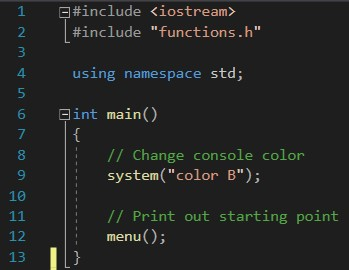 1 #include <iostream>
2 #include "functions.h"
3
4 using namespace std;
5
6 int main()
7 {
8 // Change console color
9 system("color B");
10
11 // Print out starting point
12 menu();
13 }